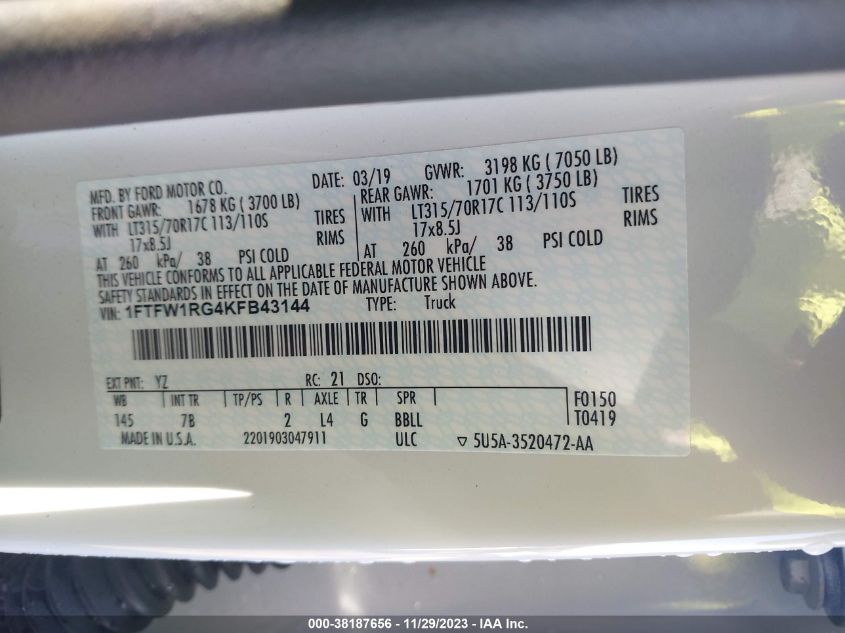 MFD. BY FORD MOTOR CO.
DATE: 03/19 GVWR: 3198 KG ( 7050 LB)
FRONT GAWR: 1678 KG ( 3700 LB) REAR GAWR: 1701 KG ( 3750 LB)
WITH LT315/70R17C 113/110S TIRES WITH LT315/70R17C 113/110S TIRES
17x8.5J RIMS 17x8.5J RIMS
AT 260 kPa/ 38 PSI COLD AT 260 kPa/ 38 PSI COLD
THIS VEHICLE CONFORMS TO ALL APPLICABLE FEDERAL MOTOR VEHICLE
SAFETY STANDARDS IN EFFECT ON THE DATE OF MANUFACTURE SHOWN ABOVE.
VIN: 1FTFW1RG4KFB43144 TYPE: Truck
EXT PNT: YZ RC: 21 DSO:
WB INT TR TP/PS R AXLE TR SPR F0150
145 7B 2 L4 G BBLL T0419
MADE IN U.S.A. 2201903047911 ULC ▽ 5U5A-3520472-AA
000-38187656 - 11/29/2023 - IAA Inc.